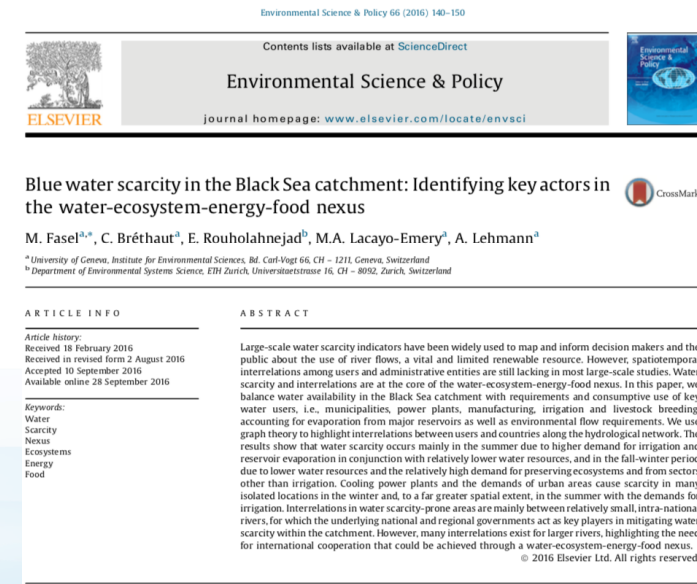 Environmental Science & Policy 66 (2016) 140–150
Contents lists available at ScienceDirect
Environmental Science & Policy
journal homepage: www.elsevier.com/locate/envsci
ELSEVIER
Environmental
Science &
Policy
Blue water scarcity in the Black Sea catchment: Identifying key actors in
the water-ecosystem-energy-food nexus
CrossMark
M. Fasel a,*, C. Bréthaut a, E. Rouholahnejad b, M.A. Lacayo-Emery a, A. Lehmann a
a University of Geneva, Institute for Environmental Sciences, Bd. Carl-Vogt 66, CH – 1211, Geneva, Switzerland
b Department of Environmental Systems Science, ETH Zurich, Universitaetstrasse 16, CH – 8092, Zurich, Switzerland
ARTICLE INFO
Article history:
Received 18 February 2016
Received in revised form 2 August 2016
Accepted 10 September 2016
Available online 28 September 2016
Keywords:
Water
Scarcity
Nexus
Ecosystems
Energy
Food
ABSTRACT
Large-scale water scarcity indicators have been widely used to map and inform decision makers and the
public about the use of river flows, a vital and limited renewable resource. However, spatiotempora
interrelations among users and administrative entities are still lacking in most large-scale studies. Wate
scarcity and interrelations are at the core of the water-ecosystem-energy-food nexus. In this paper, we
balance water availability in the Black Sea catchment with requirements and consumptive use of key
water users, i.e., municipalities, power plants, manufacturing, irrigation and livestock breeding
accounting for evaporation from major reservoirs as well as environmental flow requirements. We use
graph theory to highlight interrelations between users and countries along the hydrological network. The
results show that water scarcity occurs mainly in the summer due to higher demand for irrigation and
reservoir evaporation in conjunction with relatively lower water resources, and in the fall-winter period
due to lower water resources and the relatively high demand for preserving ecosystems and from sectors
other than irrigation. Cooling power plants and the demands of urban areas cause scarcity in many
isolated locations in the winter and, to a far greater spatial extent, in the summer with the demands fo
irrigation. Interrelations in water scarcity-prone areas are mainly between relatively small, intra-nationa
rivers, for which the underlying national and regional governments act as key players in mitigating water
scarcity within the catchment. However, many interrelations exist for larger rivers, highlighting the need
for international cooperation that could be achieved through a water-ecosystem-energy-food nexus.
© 2016 Elsevier Ltd. All rights reserved